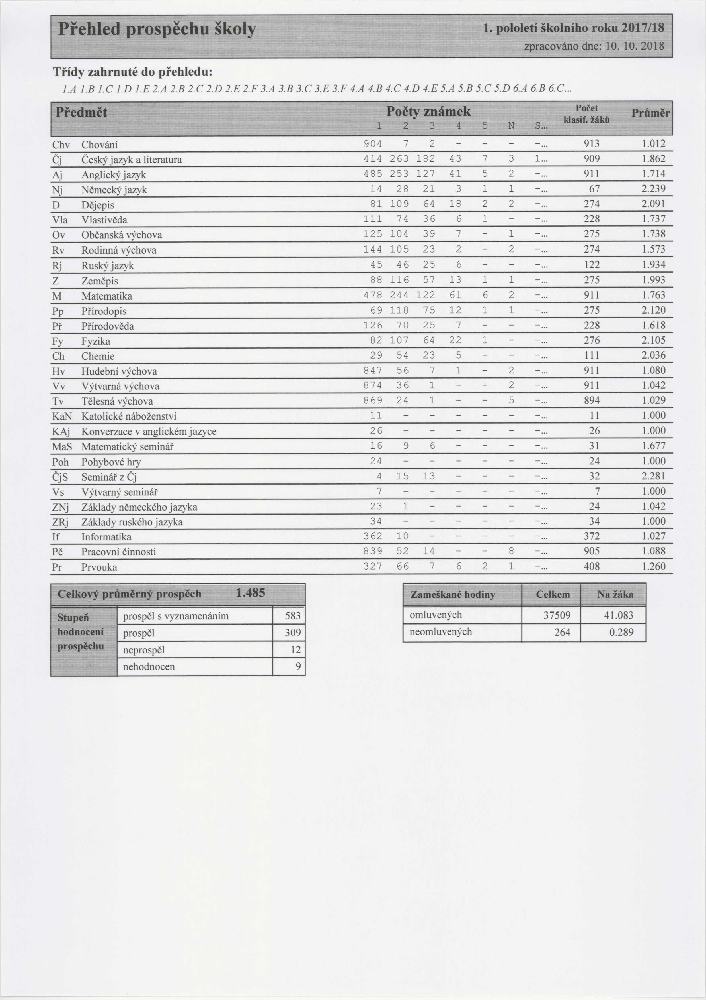 Přehled prospěchu školy 1. pololetí školního roku 2017/18
zpracováno dne: 10. 10. 2018
Třídy zahrnuté do přehledu:
1.A 1.B 1.C 1.D 1.E 2.A 2.B 2.C 2.D 2.E 2.F 3.A 3.B 3.C 3.E 3.F 4.A 4.B 4.C 4.D 4.E 5.A 5.B 5.C 5.D 6.A 6.B 6.C...
Předmět Počty známek Počet klasif. žáků Průměr
1 2 3 4 5 N S...
Chv Chování 904 7 2 - - - -... 913 1.012
Čj Český jazyk a literatura 414 263 182 43 7 3 1... 909 1.862
Aj Anglický jazyk 485 253 127 41 5 2 -... 911 1.714
Nj Německý jazyk 14 28 21 3 1 1 -... 67 2.239
D Dějepis 81 109 64 18 2 2 -... 274 2.091
Vla Vlastivěda 111 74 36 6 1 - -... 228 1.737
Ov Občanská výchova 125 104 39 7 - 1 -... 275 1.738
Rv Rodinná výchova 144 105 23 2 - 2 -... 274 1.573
Rj Ruský jazyk 45 46 25 6 - - -... 122 1.934
Z Zeměpis 88 116 57 13 1 1 -... 275 1.993
M Matematika 478 244 122 61 6 2 -... 911 1.763
Pp Přírodopis 69 118 75 12 1 1 -... 275 2.120
Př Přírodověda 126 70 25 7 - - -... 228 1.618
Fy Fyzika 82 107 64 22 1 - -... 276 2.105
Ch Chemie 29 54 23 5 - - -... 111 2.036
Hv Hudební výchova 847 56 7 1 - 2 -... 911 1.080
Vv Výtvarná výchova 874 36 1 - - 2 -... 911 1.042
Tv Tělesná výchova 869 24 1 - - 5 -... 894 1.029
KaN Katolické náboženství 11 - - - - - -... 11 1.000
KAj Konverzace v anglickém jazyce 26 - - - - - -... 26 1.000
MaS Matematický seminář 16 9 6 - - - -... 31 1.677
Poh Pohybové hry 24 - - - - - -... 24 1.000
ČjS Seminář z Čj 4 15 13 - - - -... 32 2.281
Vs Výtvarný seminář 7 - - - - - -... 7 1.000
ZNj Základy německého jazyka 23 1 - - - - -... 24 1.042
ZRj Základy ruského jazyka 34 - - - - - -... 34 1.000
If Informatika 362 10 - - - - -... 372 1.027
Pč Pracovní činnosti 839 52 14 - - 8 -... 905 1.088
Pr Prvouka 327 66 7 6 2 1 -... 408 1.260
Celkový průměrný prospěch 1.485
Stupeň hodnocení prospěchu
prospěl s vyznamenáním 583
prospěl 309
neprospěl 12
nehodnocen 9
Zameškané hodiny Celkem Na žáka
omluvených 37509 41.083
neomluvených 264 0.289